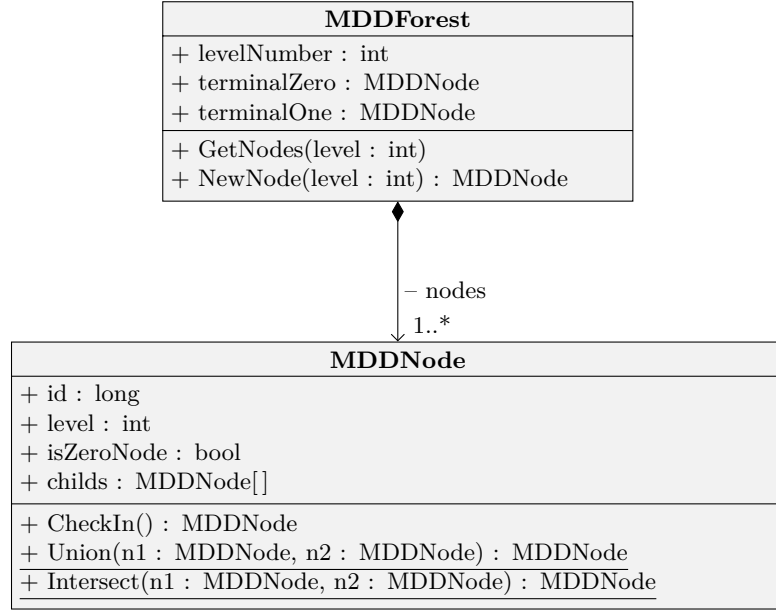 MDDForest
+ levelNumber : int
+ terminalZero : MDDNode
+ terminalOne : MDDNode
+ GetNodes(level : int)
+ NewNode(level : int) : MDDNode
– nodes
1..*
MDDNode
+ id : long
+ level : int
+ isZeroNode : bool
+ childs : MDDNode[]
+ CheckIn() : MDDNode
+ Union(n1 : MDDNode, n2 : MDDNode) : MDDNode
+ Intersect(n1 : MDDNode, n2 : MDDNode) : MDDNode